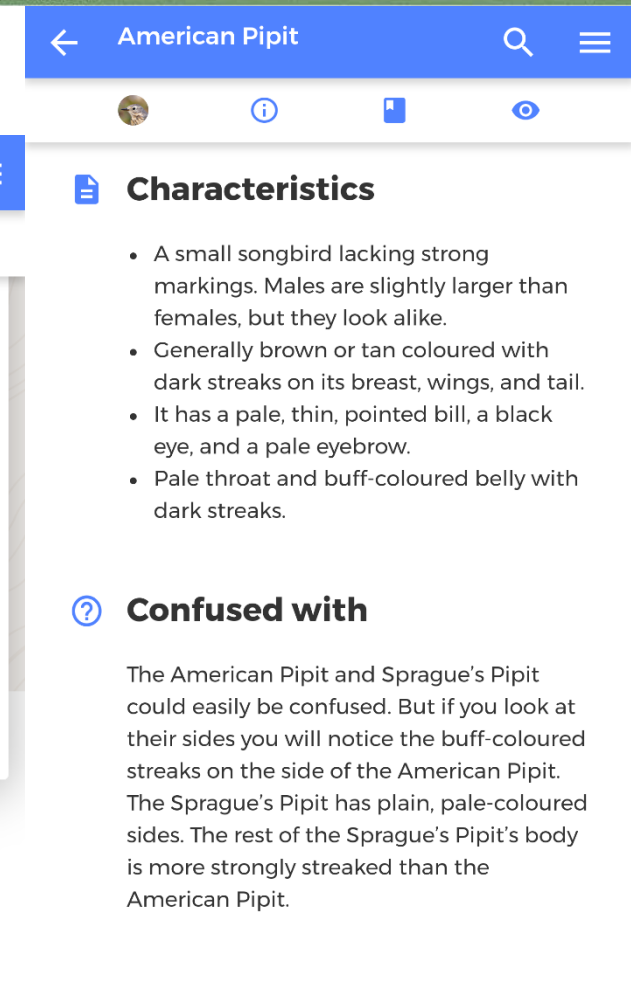 American Pipit
Characteristics
• A small songbird lacking strong
markings. Males are slightly larger than
females, but they look alike.
• Generally brown or tan coloured with
dark streaks on its breast, wings, and tail.
• It has a pale, thin, pointed bill, a black
eye, and a pale eyebrow.
• Pale throat and buff-coloured belly with
dark streaks.
Confused with
The American Pipit and Sprague’s Pipit
could easily be confused. But if you look at
their sides you will notice the buff-coloured
streaks on the side of the American Pipit.
The Sprague’s Pipit has plain, pale-coloured
sides. The rest of the Sprague’s Pipit’s body
is more strongly streaked than the
American Pipit.